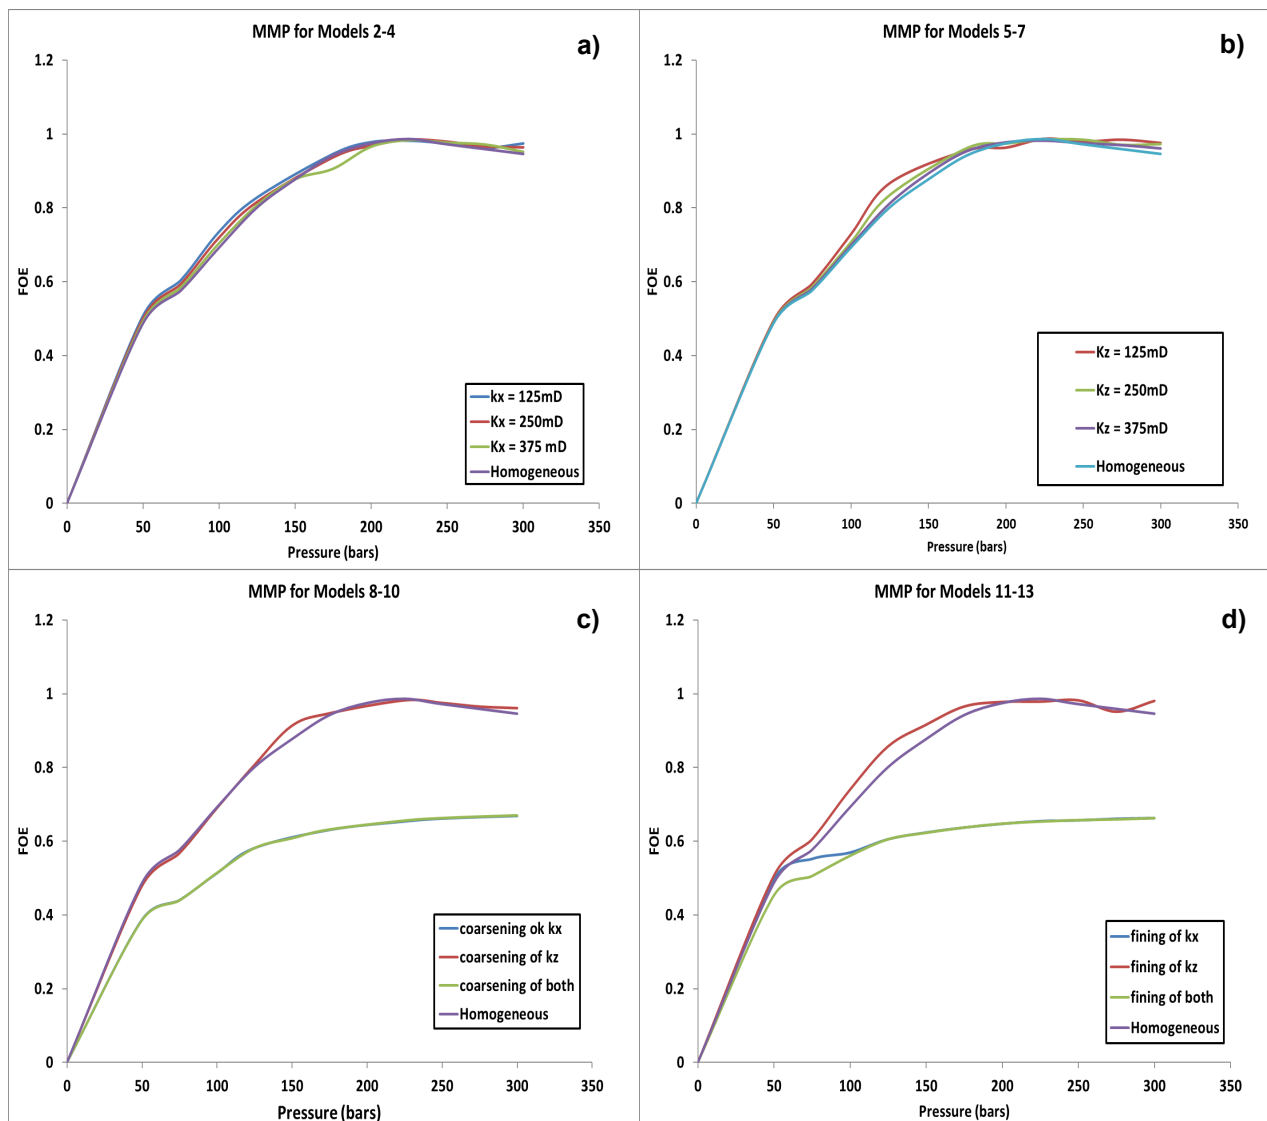 MMP for Models 2-4
a)
1.2
1
0.8
0.6
0.4
0.2
0
FOE
0 50 100 150 200 250 300 350
Pressure (bars)
kx = 125mD
Kx = 250mD
Kx = 375 mD
Homogeneous
MMP for Models 5-7
b)
1.2
1
0.8
0.6
0.4
0.2
0
FOE
0 50 100 150 200 250 300 350
Pressure (bars)
Kz = 125mD
Kz = 250mD
Kz = 375mD
Homogeneous
MMP for Models 8-10
c)
1.2
1
0.8
0.6
0.4
0.2
0
FOE
0 50 100 150 200 250 300 350
Pressure (bars)
coarsening ok kx
coarsening of kz
coarsening of both
Homogeneous
MMP for Models 11-13
d)
1.2
1
0.8
0.6
0.4
0.2
0
FOE
0 50 100 150 200 250 300 350
Pressure (bars)
fining of kx
fining of kz
fining of both
Homogeneous